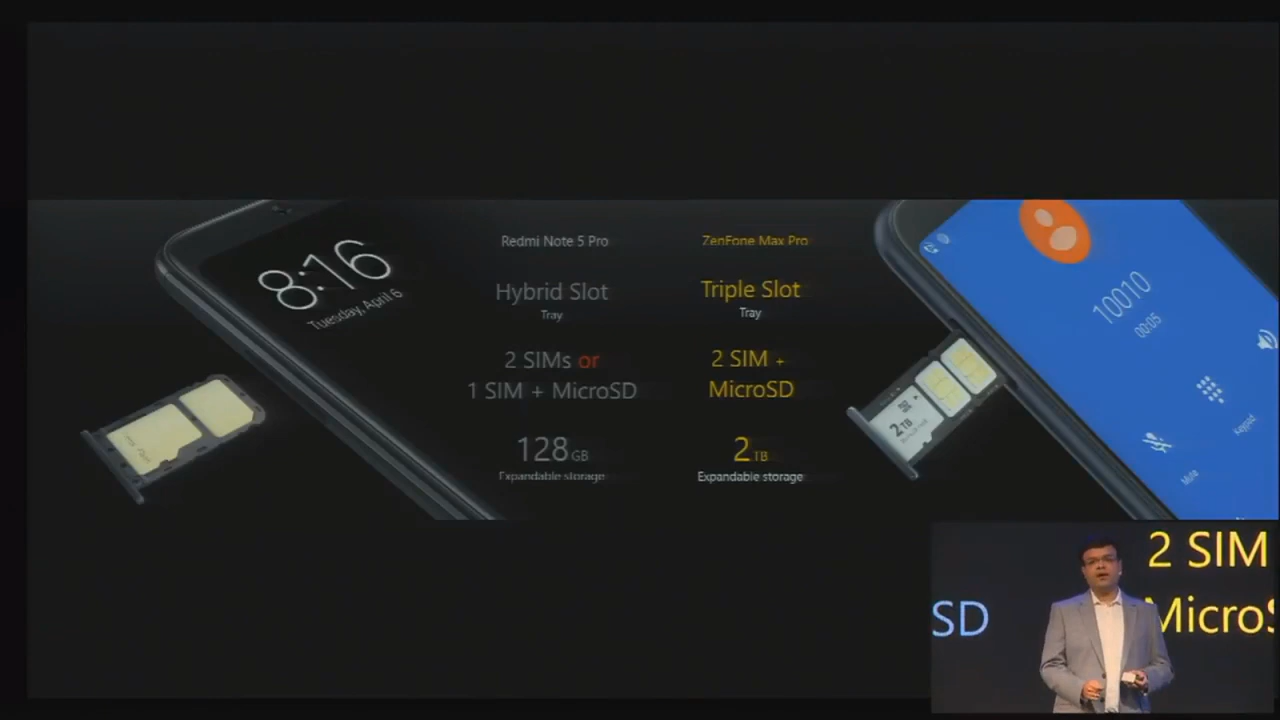 8:16
Tuesday, April 6
Redmi Note 5 Pro
Hybrid Slot
Tray
2 SIMs or
1 SIM + MicroSD
128GB
Expandable storage
ZenFone Max Pro
Triple Slot
Tray
2 SIM +
MicroSD
2TB
Expandable storage
10010
00:05
Keypad
Mute
2TB
2 SIM
SD
MicroS